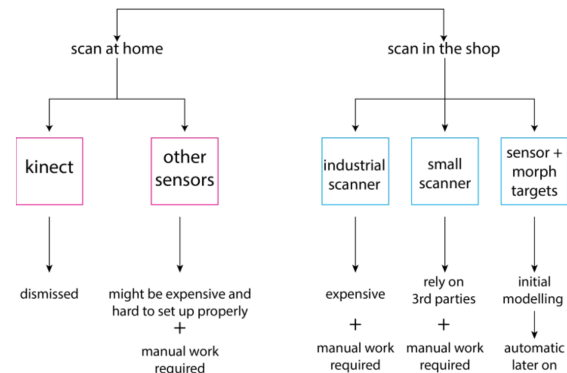 scan at home
scan in the shop
kinect
other
sensors
industrial
scanner
small
scanner
sensor +
morph
targets
dismissed
might be expensive and
hard to set up properly
+
manual work
required
expensive
+
manual work
required
rely on
3rd parties
+
manual work
required
initial
modelling
automatic
later on